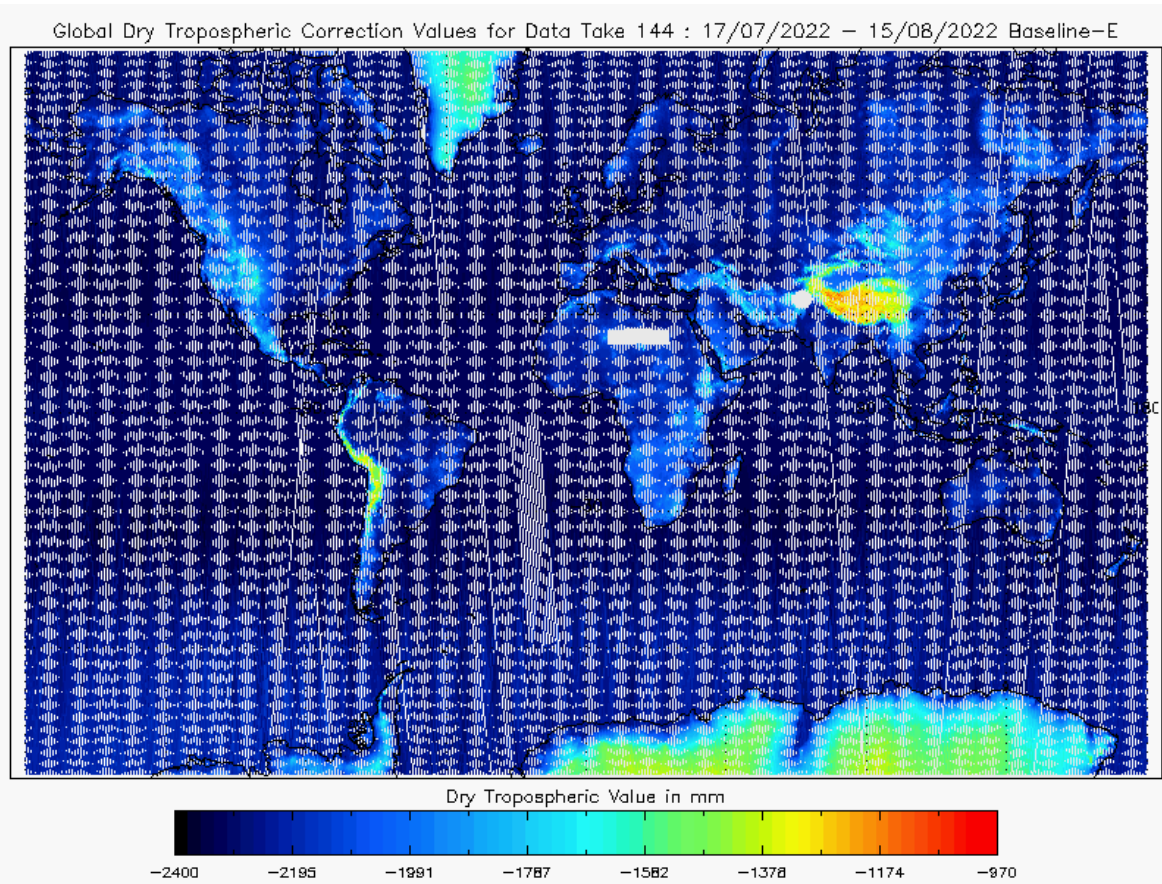 Global Dry Tropospheric Correction Values for Data Take 144 : 17/07/2022 – 15/08/2022 Baseline-E
Dry Tropospheric Value in mm
−2400 −2195 −1991 −1787 −1582 −1378 −1174 −970